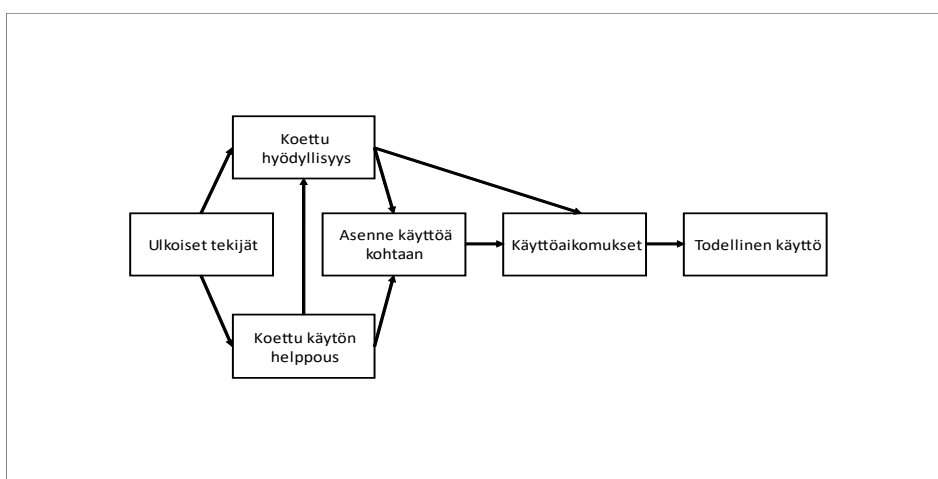 Koettu
hyödyllisyys
Ulkoiset tekijät
Asenne käyttöä
kohtaan
Käyttöaikomukset
Todellinen käyttö
Koettu käytön
helppous